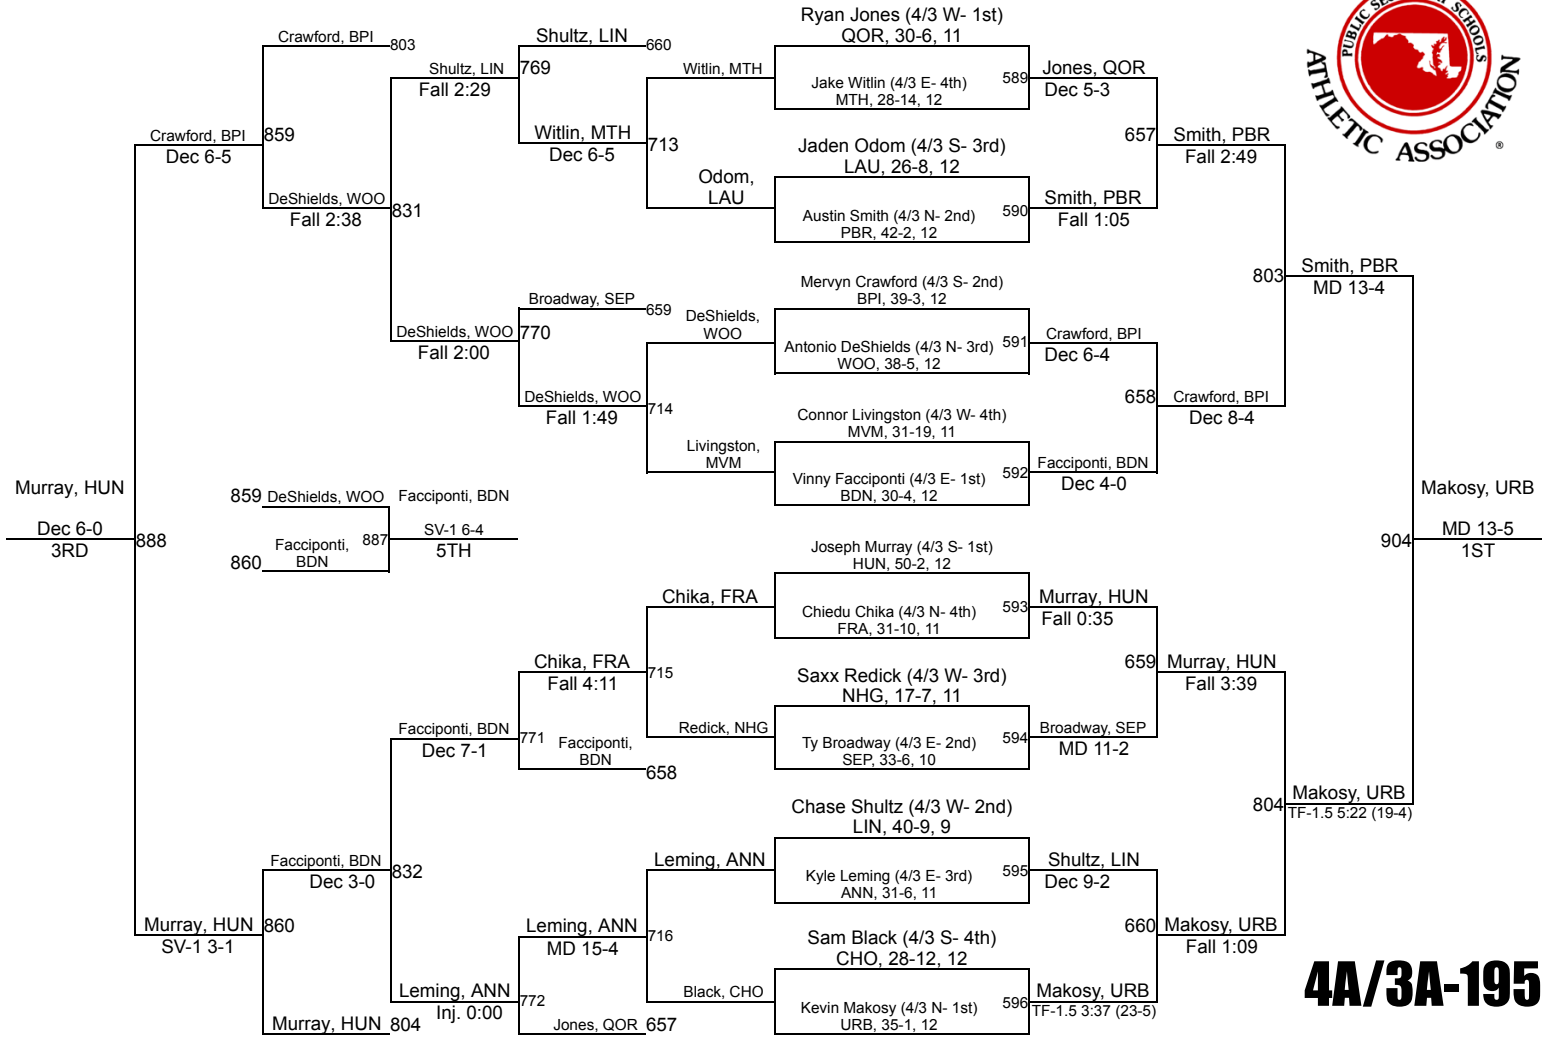 PUBLIC SECONDARY SCHOOLS
ATHLETIC ASSOCIATION
®
Ryan Jones (4/3 W- 1st)
QOR, 30-6, 11
Jake Witlin (4/3 E- 4th)
MTH, 28-14, 12
589
Jaden Odom (4/3 S- 3rd)
LAU, 26-8, 12
Austin Smith (4/3 N- 2nd)
PBR, 42-2, 12
590
Mervyn Crawford (4/3 S- 2nd)
BPI, 39-3, 12
Antonio DeShields (4/3 N- 3rd)
WOO, 38-5, 12
591
Connor Livingston (4/3 W- 4th)
MVM, 31-19, 11
Vinny Facciponti (4/3 E- 1st)
BDN, 30-4, 12
592
Joseph Murray (4/3 S- 1st)
HUN, 50-2, 12
Chiedu Chika (4/3 N- 4th)
FRA, 31-10, 11
593
Saxx Redick (4/3 W- 3rd)
NHG, 17-7, 11
Ty Broadway (4/3 E- 2nd)
SEP, 33-6, 10
594
Chase Shultz (4/3 W- 2nd)
LIN, 40-9, 9
Kyle Leming (4/3 E- 3rd)
ANN, 31-6, 11
595
Sam Black (4/3 S- 4th)
CHO, 28-12, 12
Kevin Makosy (4/3 N- 1st)
URB, 35-1, 12
596
Jones, QOR
Dec 5-3
657
Smith, PBR
Fall 1:05
Crawford, BPI
Dec 6-4
658
Facciponti, BDN
Dec 4-0
Murray, HUN
Fall 0:35
659
Broadway, SEP
MD 11-2
Shultz, LIN
Dec 9-2
660
Makosy, URB
TF-1.5 3:37 (23-5)
Smith, PBR
Fall 2:49
803
Crawford, BPI
Dec 8-4
Murray, HUN
Fall 3:39
804
Makosy, URB
Fall 1:09
Smith, PBR
MD 13-4
904
Makosy, URB
TF-1.5 5:22 (19-4)
Makosy, URB
MD 13-5
1ST
Witlin, MTH
713
Odom,
LAU
DeShields,
WOO
714
Livingston,
MVM
Chika, FRA
715
Redick, NHG
Leming, ANN
716
Black, CHO
Shultz, LIN
660
769
Witlin, MTH
Dec 6-5
Broadway, SEP
659
770
DeShields, WOO
Fall 1:49
Chika, FRA
Fall 4:11
771
Facciponti,
BDN
658
Leming, ANN
MD 15-4
772
Jones, QOR
657
Shultz, LIN
Fall 2:29
831
DeShields, WOO
Fall 2:00
Facciponti, BDN
Dec 7-1
832
Leming, ANN
Inj. 0:00
Crawford, BPI
803
859
DeShields, WOO
Fall 2:38
Facciponti, BDN
Dec 3-0
860
Murray, HUN
804
Crawford, BPI
Dec 6-5
888
Murray, HUN
SV-1 3-1
Murray, HUN
Dec 6-0
3RD
859
DeShields, WOO
887
860
Facciponti,
BDN
Facciponti, BDN
SV-1 6-4
5TH
4A/3A-195